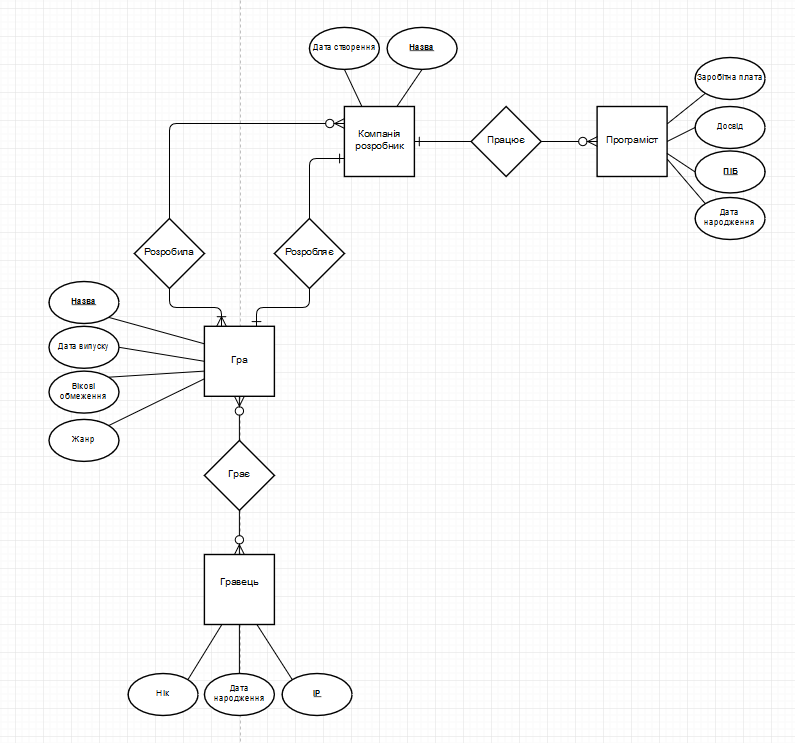 Дата створення
Назва
Заробітна плата
Компанія
розробник
Працює
Програміст
Досвід
ПІБ
Дата
народження
Розробила
Розробляє
Назва
Дата випуску
Вікові
обмеження
Жанр
Гра
Грає
Гравець
Нік
Дата
народження
IP